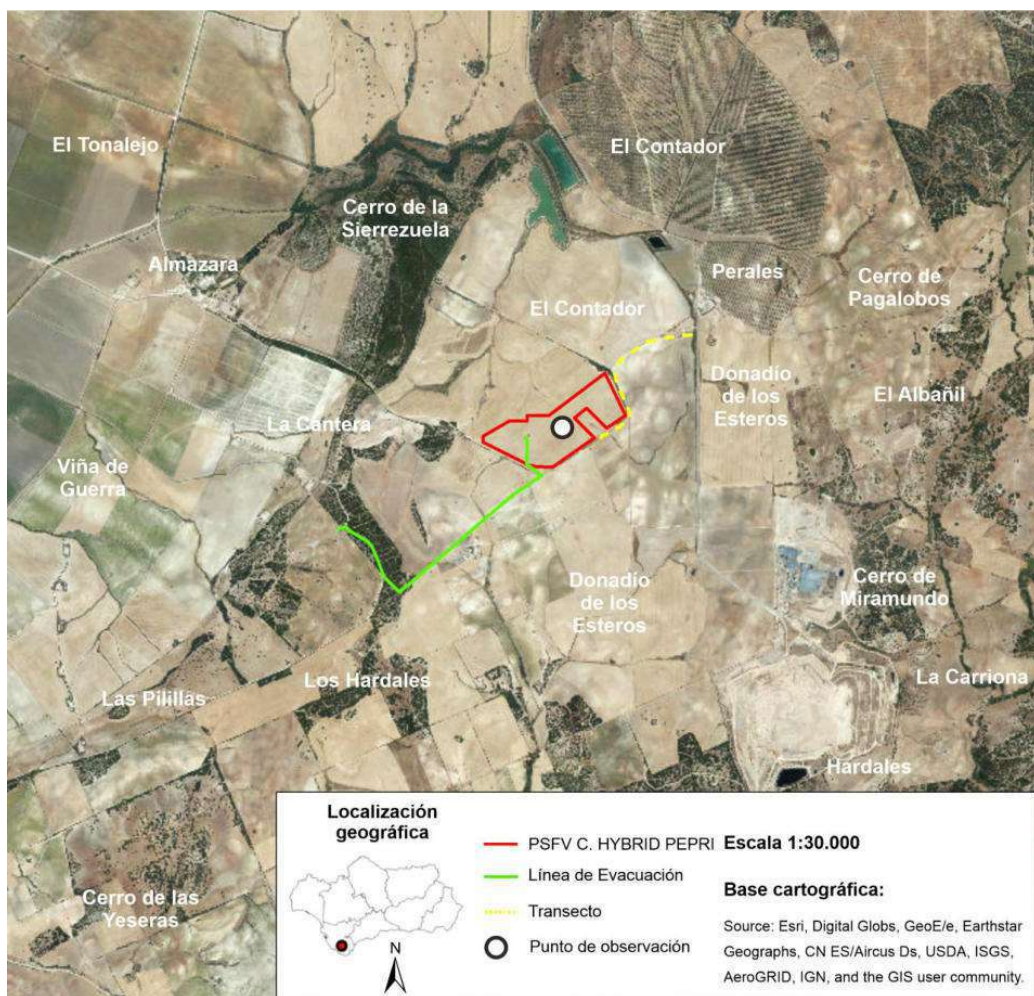 El Tonalejo
El Contador
Cerro de la
Sierrezuela
Almazara
Perales
Cerro de
Pagalobos
El Contador
Donadio
de los
Esteros
El Albañil
La Cantera
Viña de
Guerra
Donadio
de los
Esteros
Cerro de
Miramundo
Los Hardales
Las Pilillas
La Carriona
Hardales
Cerro de las
Yeseras
Localización
geográfica
N
PSFV C. HYBRID PEPRI
Línea de Evacuación
Transecto
Punto de observación
Escala 1:30.000
Base cartográfica:
Source: Esri, Digital Globs, GeoE/e, Earthstar
Geographs, CN ES/Aircus Ds, USDA, ISGS,
AeroGRID, IGN, and the GIS user community.